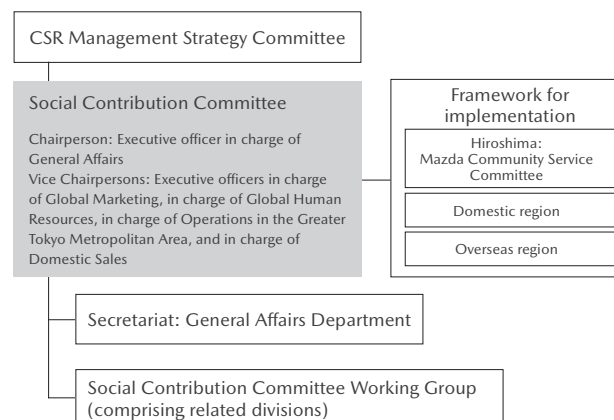 CSR Management Strategy Committee
Social Contribution Committee
Chairperson: Executive officer in charge of
General Affairs
Vice Chairpersons: Executive officers in charge
of Global Marketing, in charge of Global Human
Resources, in charge of Operations in the Greater
Tokyo Metropolitan Area, and in charge of
Domestic Sales
Framework for
implementation
Hiroshima:
Mazda Community Service
Committee
Domestic region
Overseas region
Secretariat: General Affairs Department
Social Contribution Committee Working Group
(comprising related divisions)